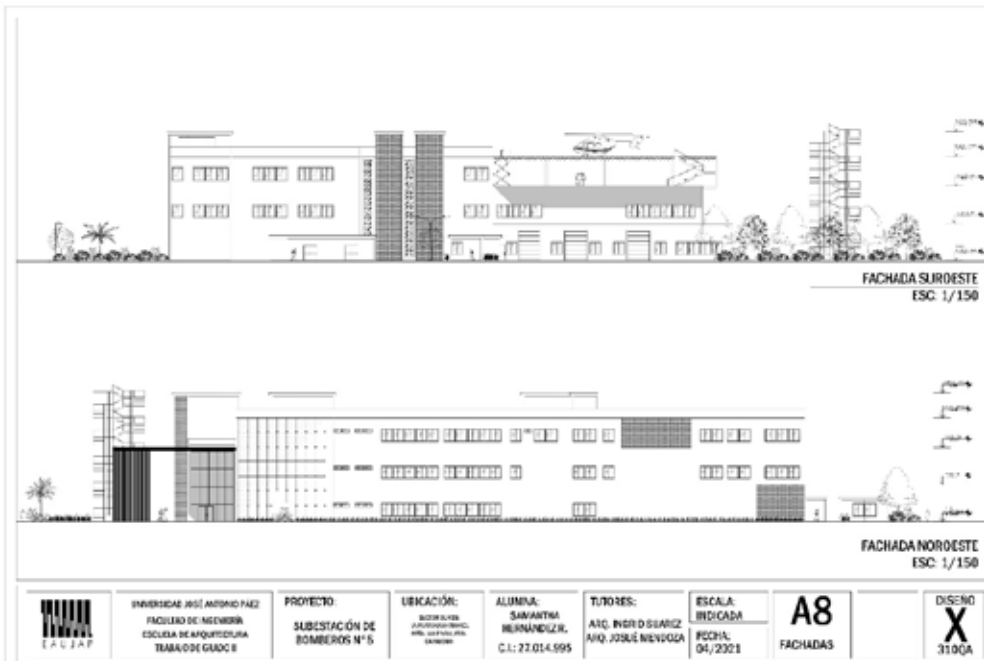 FACHADA SUROESTE
ESC: 1/150
FACHADA NOROESTE
ESC: 1/150
EAUJAP
UNIVERSIDAD JOSÉ ANTONIO PÁEZ
FACULTAD DE INGENIERÍA
ESCUELA DE ARQUITECTURA
TRABAJO DE GRADO II
PROYECTO:
SUBESTACIÓN DE
BOMBEROS N° 5
UBICACIÓN:
ALUMNA:
SAMANTHA
HERNÁNDEZ R.
C.I.: 27.014.995
TUTORES:
ARQ. INGRID SUAREZ
ARQ. JOSUÉ MENDOZA
ESCALA:
INDICADA
FECHA:
04/2021
A8
FACHADAS
DISEÑO
X
310QA